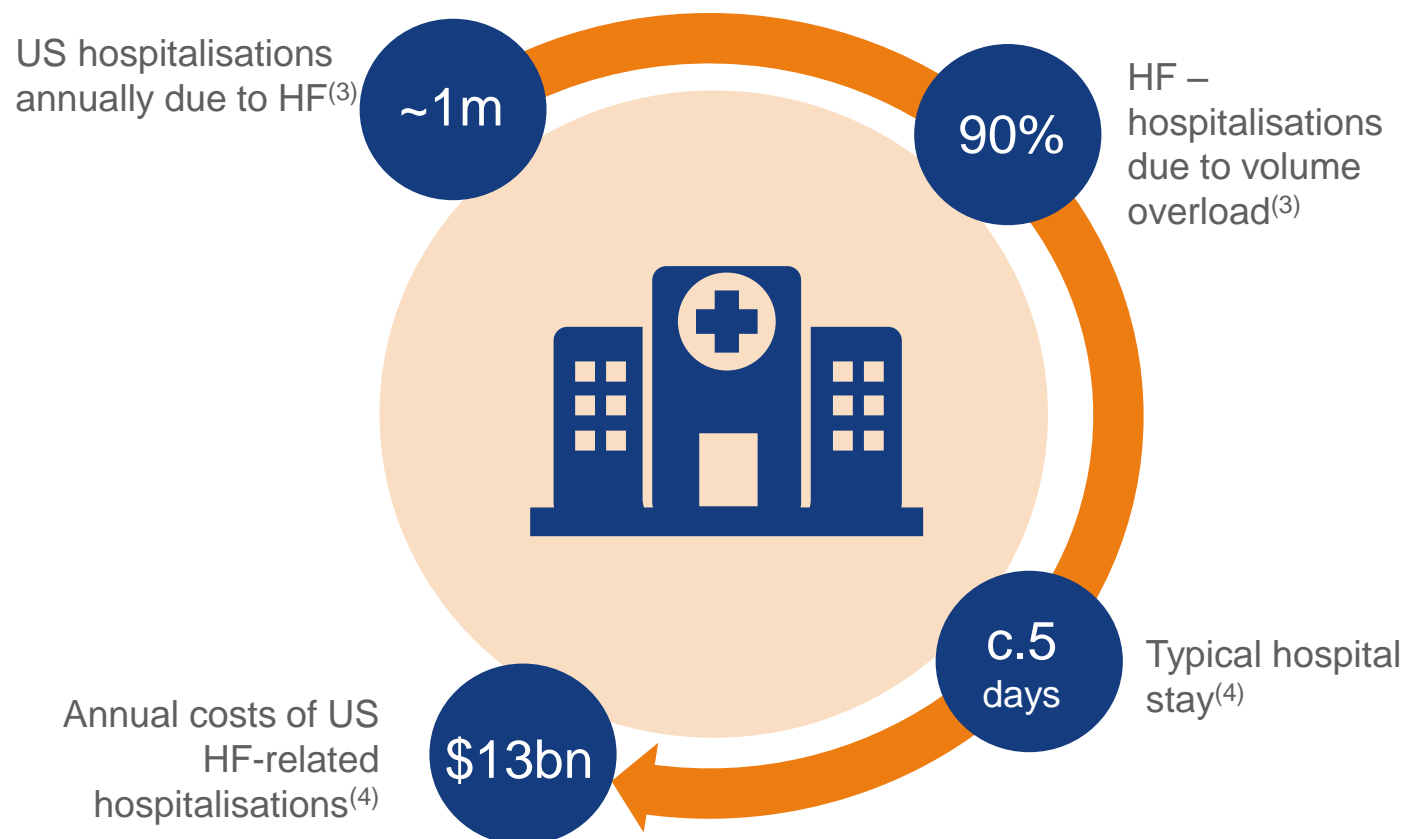 US hospitalisations
annually due to HF(3)
~1m
90%
HF –
hospitalisations
due to volume
overload(3)
c.5
days
Typical hospital
stay(4)
Annual costs of US
HF-related
hospitalisations(4)
$13bn